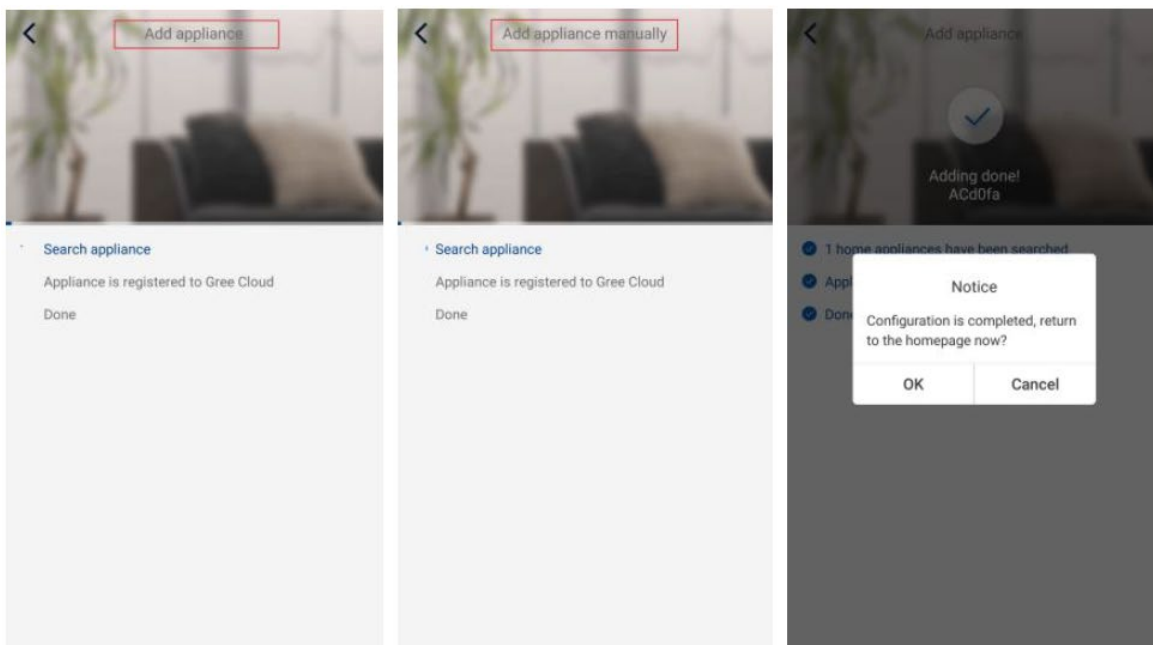 Add appliance
Search appliance
Appliance is registered to Gree Cloud
Done
Add appliance manually
Search appliance
Appliance is registered to Gree Cloud
Done
Add appliance
Adding done!
ACd0fa
1 home appliances have been searched
Appl
Done
Notice
Configuration is completed, return
to the homepage now?
OK
Cancel